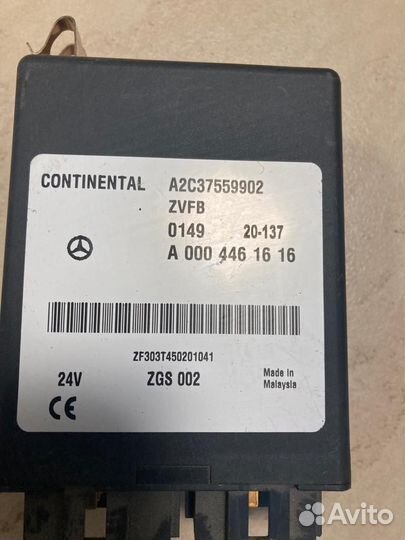 CONTINENTAL A2C37559902
ZVFB
0149 20-137
A 000 446 16 16
ZF303T450201041
24V ZGS 002 Made in
Malaysia
CE
Avito